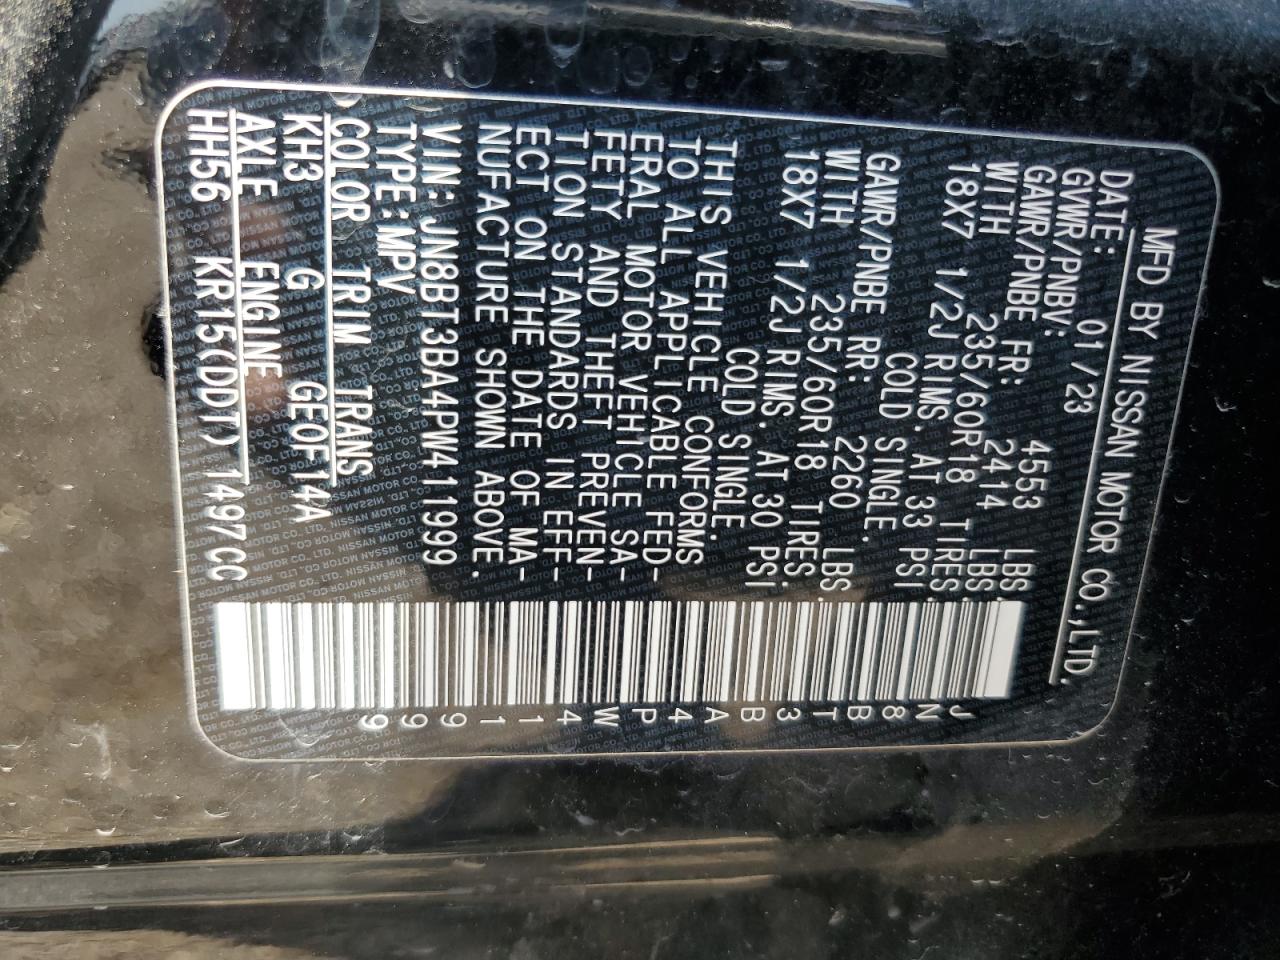 MFD BY NISSAN MOTOR CO.,LTD.
DATE: 01/23
GVWR/PNBV: 4553 LBS.
GAWR/PNBE FR: 2414 LBS.
WITH 235/60R18 TIRES,
18X7 1/2J RIMS. AT 33 PSI
COLD SINGLE.
GAWR/PNBE RR: 2260 LBS.
WITH 235/60R18 TIRES,
18X7 1/2J RIMS. AT 30 PSI
COLD SINGLE.
THIS VEHICLE CONFORMS
TO ALL APPLICABLE FED-
ERAL MOTOR VEHICLE SA-
FETY AND THEFT PREVEN-
TION STANDARDS IN EFF-
ECT ON THE DATE OF MA-
NUFACTURE SHOWN ABOVE.
VIN: JN8BT3BA4PW411999
TYPE: MPV
COLOR TRIM TRANS
KH3 G GE0F14A
AXLE ENGINE
HH56 KR15(DDT) 1497CC
JN8BT3BA4PW411999